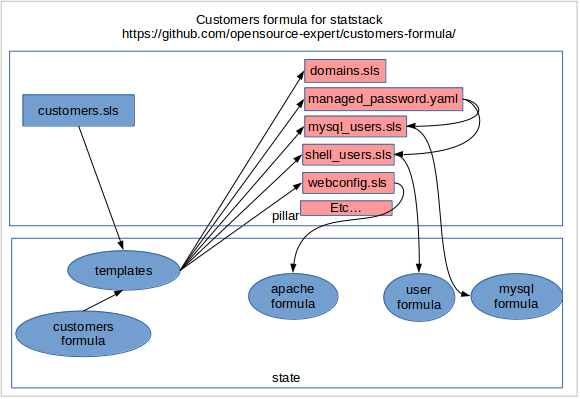 Customers formula for statstack
https://github.com/opensource-expert/customers-formula/
domains.sls
customers.sls
managed_password.yaml
mysql_users.sls
shell_users.sls
webconfig.sls
Etc...
pillar
templates
apache
formula
user
formula
mysql
formula
customers
formula
state